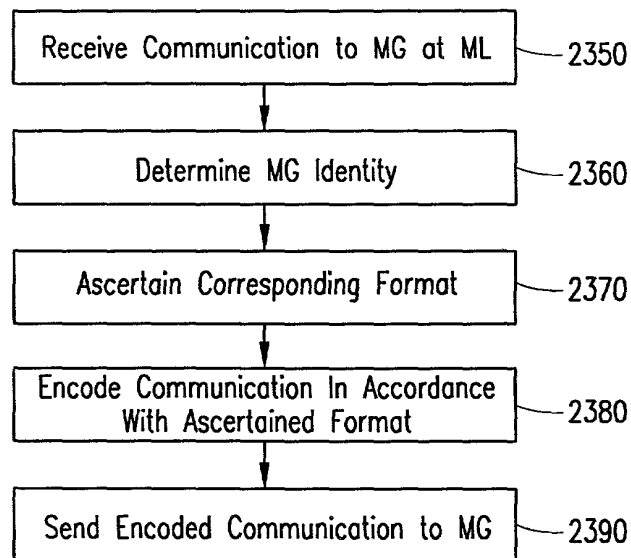 Receive Communication to MG at ML 2350
Determine MG Identity 2360
Ascertain Corresponding Format 2370
Encode Communication In Accordance
With Ascertained Format 2380
Send Encoded Communication to MG 2390